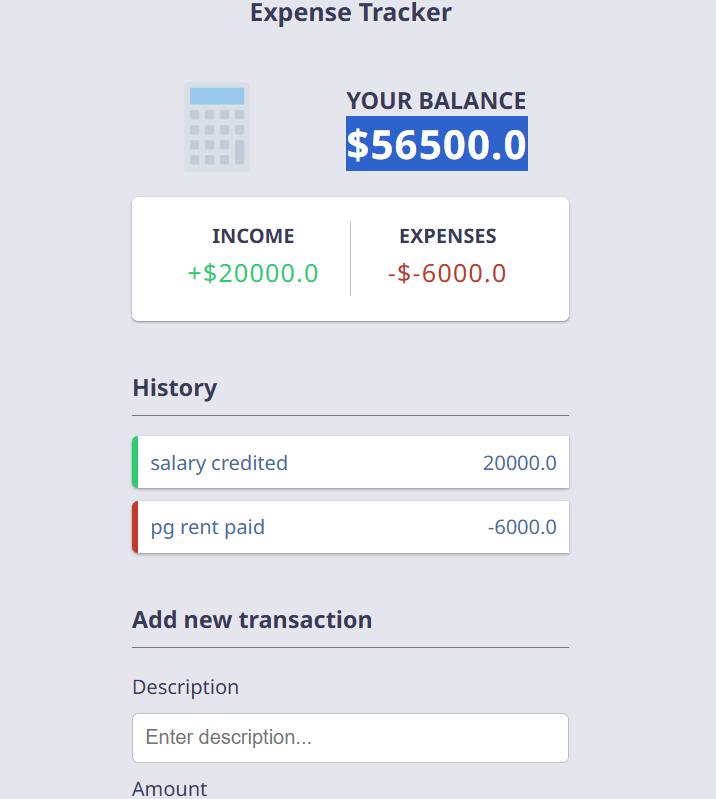 Expense Tracker
YOUR BALANCE
$56500.0
INCOME
EXPENSES
+$20000.0
-$-6000.0
History
salary credited 20000.0
pg rent paid -6000.0
Add new transaction
Description
Enter description...
Amount